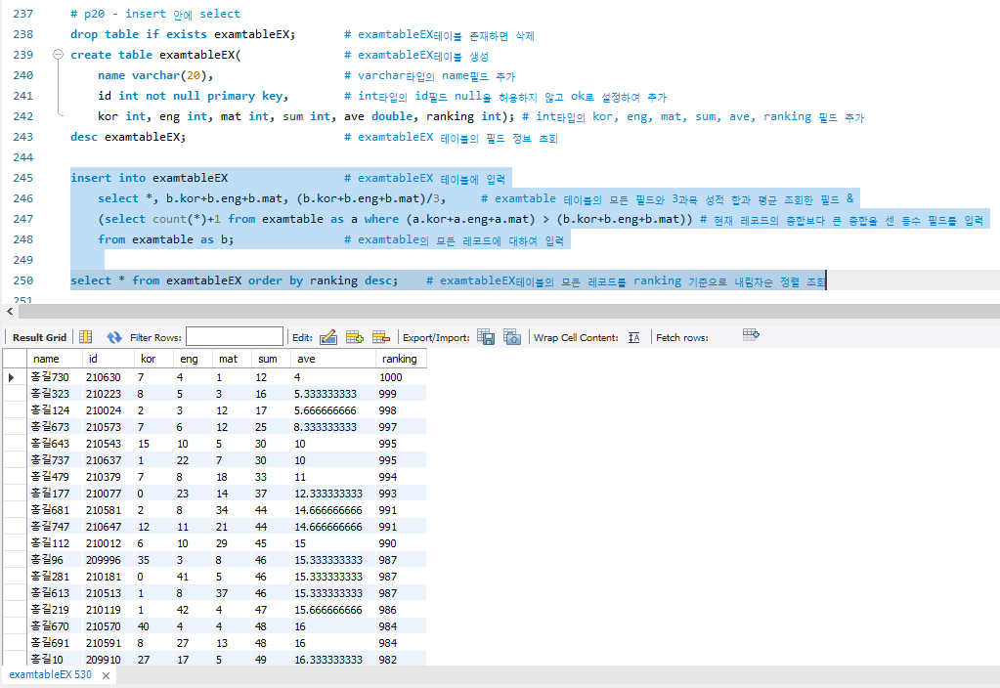 237 # p20 - insert 안에 select
238 drop table if exists examtableEX; # examtableEX테이블 존재하면 삭제
239 create table examtableEX( # examtableEX테이블 생성
240 name varchar(20), # varchar타입의 name필드 추가
241 id int not null primary key, # int타입의 id필드 null을 허용하지 않고 ok로 설정하여 추가
242 kor int, eng int, mat int, sum int, ave double, ranking int); # int타입의 kor, eng, mat, sum, ave, ranking 필드 추가
243 desc examtableEX; # examtableEX 테이블의 필드 정보 조회
244
245 insert into examtableEX # examtableEX 테이블에 입력
246 select *, b.kor+b.eng+b.mat, (b.kor+b.eng+b.mat)/3, # examtable 테이블의 모든 필드와 3과목 성적 합과 평균 조회한 필드 &
247 (select count(*)+1 from examtable as a where (a.kor+a.eng+a.mat) > (b.kor+b.eng+b.mat)) # 현재 레코드의 총합보다 큰 총합을 센 등수 필드를 입력
248 from examtable as b; # examtable의 모든 레코드에 대하여 입력
249
250 select * from examtableEX order by ranking desc; # examtableEX테이블의 모든 레코드를 ranking 기준으로 내림차순 정렬 조회
251
Result Grid Filter Rows: Edit: Export/Import: Wrap Cell Content: Fetch rows:
name id kor eng mat sum ave ranking
홍길730 210630 7 4 1 12 4 1000
홍길323 210223 8 5 3 16 5.333333333 999
홍길124 210024 2 3 12 17 5.666666666 998
홍길673 210573 7 6 12 25 8.333333333 997
홍길643 210543 15 10 5 30 10 995
홍길737 210637 1 22 7 30 10 995
홍길479 210379 7 8 18 33 11 994
홍길177 210077 0 23 14 37 12.333333333 993
홍길681 210581 2 8 34 44 14.666666666 991
홍길747 210647 12 11 21 44 14.666666666 991
홍길112 210012 6 10 29 45 15 990
홍길96 209996 35 3 8 46 15.333333333 987
홍길281 210181 0 41 5 46 15.333333333 987
홍길613 210513 1 8 37 46 15.333333333 987
홍길219 210119 1 42 4 47 15.666666666 986
홍길670 210570 40 4 4 48 16 984
홍길691 210591 8 27 13 48 16 984
홍길10 209910 27 17 5 49 16.333333333 982
examtableEX 530